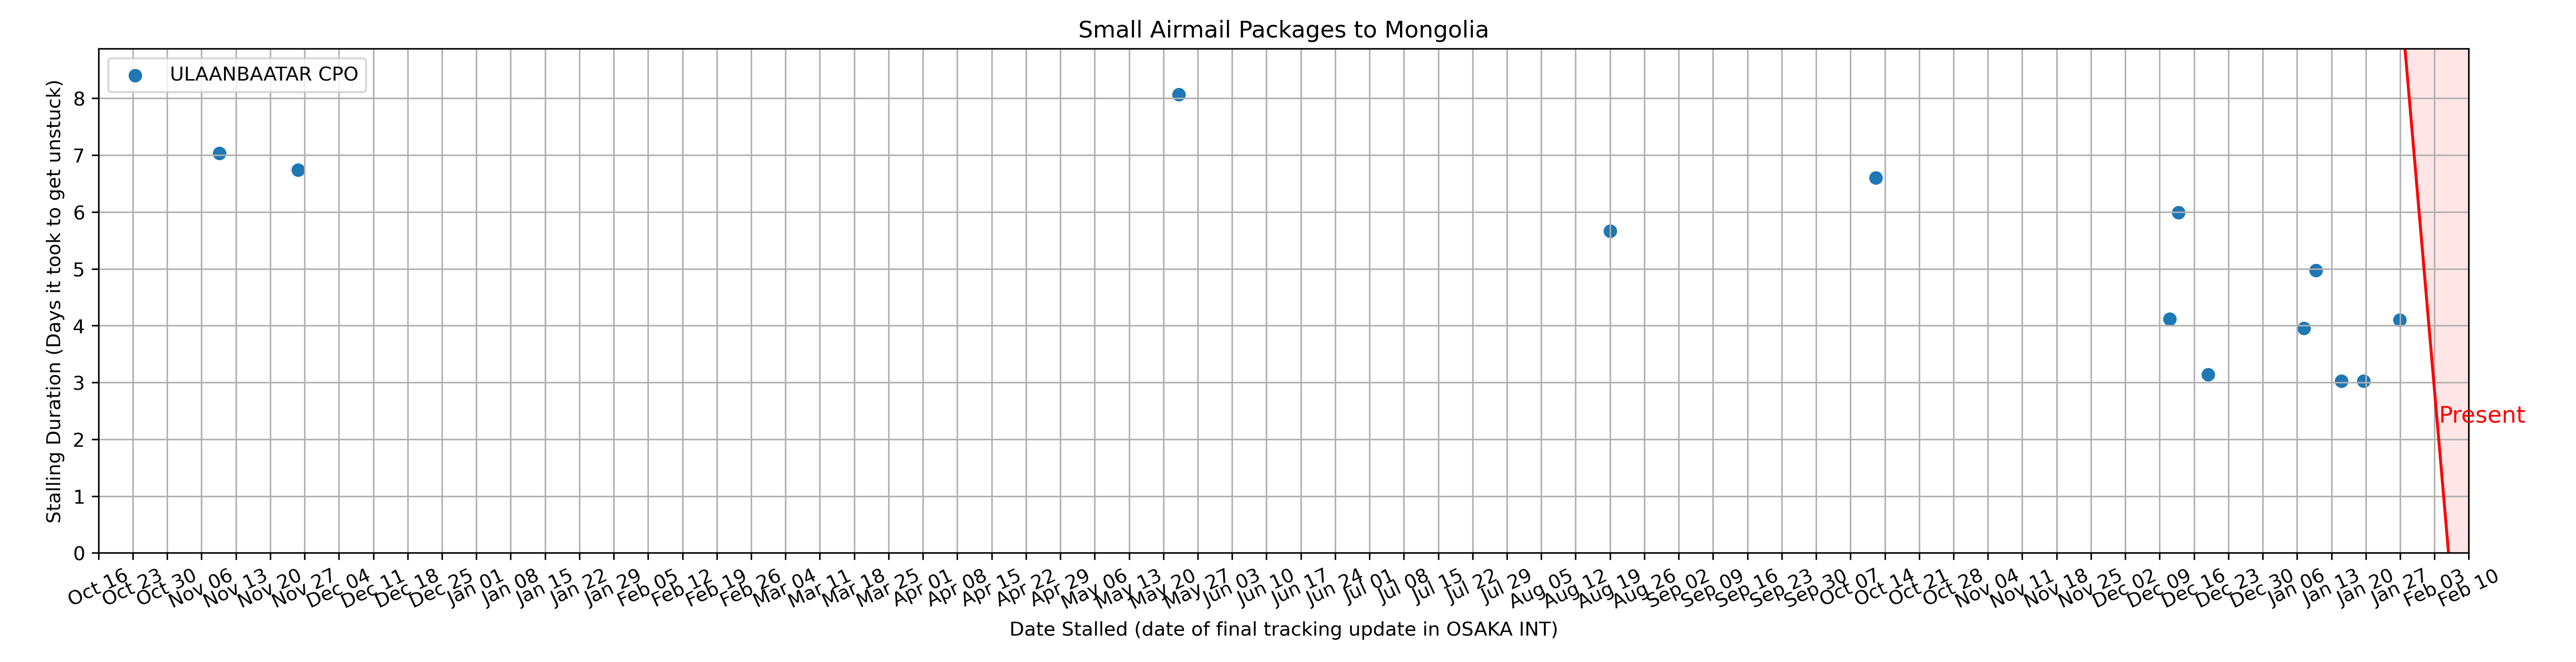 Small Airmail Packages to Mongolia
ULAANBAATAR CPO
Stalling Duration (Days it took to get unstuck)
8
7
6
5
4
3
2
1
0
Present
Oct 16
Oct 23
Oct 30
Nov 06
Nov 13
Nov 20
Nov 27
Dec 04
Dec 11
Dec 18
Dec 25
Jan 01
Jan 08
Jan 15
Jan 22
Jan 29
Feb 05
Feb 12
Feb 19
Feb 26
Mar 04
Mar 11
Mar 18
Mar 25
Apr 01
Apr 08
Apr 15
Apr 22
Apr 29
May 06
May 13
May 20
May 27
Jun 03
Jun 10
Jun 17
Jun 24
Jul 01
Jul 08
Jul 15
Jul 22
Jul 29
Aug 05
Aug 12
Aug 19
Aug 26
Sep 02
Sep 09
Sep 16
Sep 23
Sep 30
Oct 07
Oct 14
Oct 21
Oct 28
Nov 04
Nov 11
Nov 18
Nov 25
Dec 02
Dec 09
Dec 16
Dec 23
Dec 30
Jan 06
Jan 13
Jan 20
Jan 27
Feb 03
Feb 10
Date Stalled (date of final tracking update in OSAKA INT)